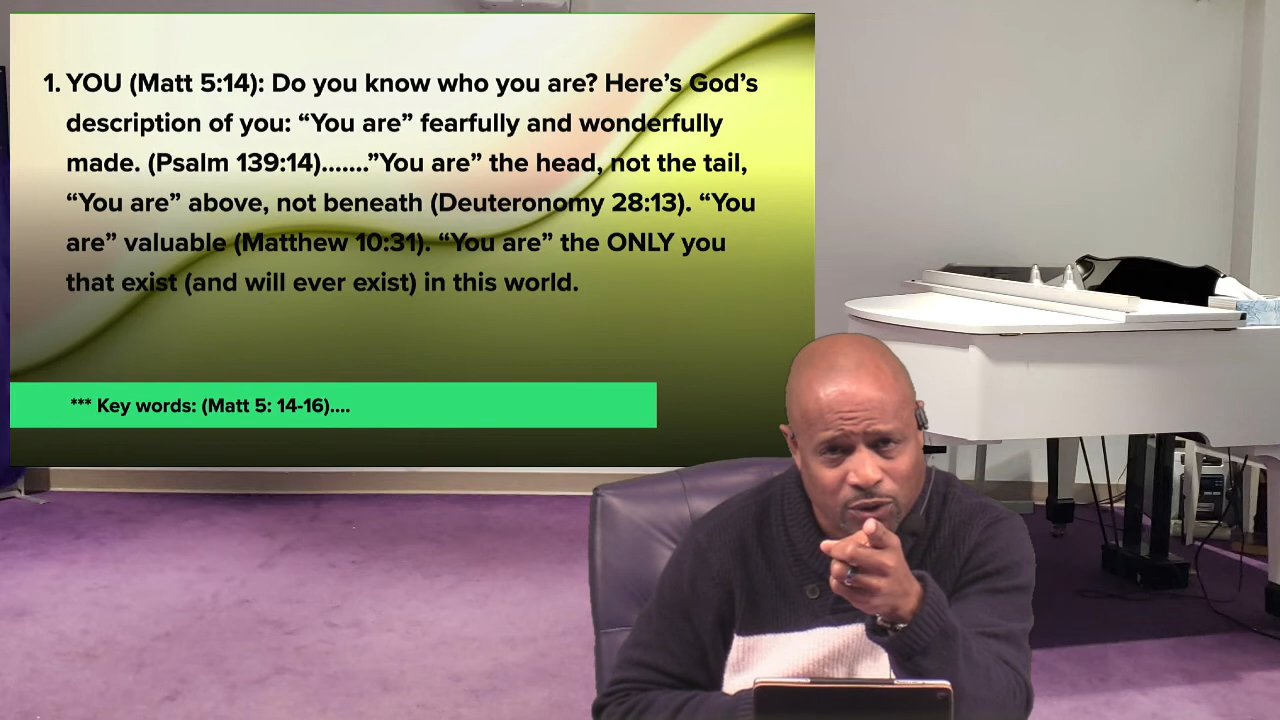 1. YOU (Matt 5:14): Do you know who you are? Here’s God’s
description of you: “You are” fearfully and wonderfully
made. (Psalm 139:14).......”You are” the head, not the tail,
“You are” above, not beneath (Deuteronomy 28:13). “You
are” valuable (Matthew 10:31). “You are” the ONLY you
that exist (and will ever exist) in this world.
*** Key words: (Matt 5: 14-16)....